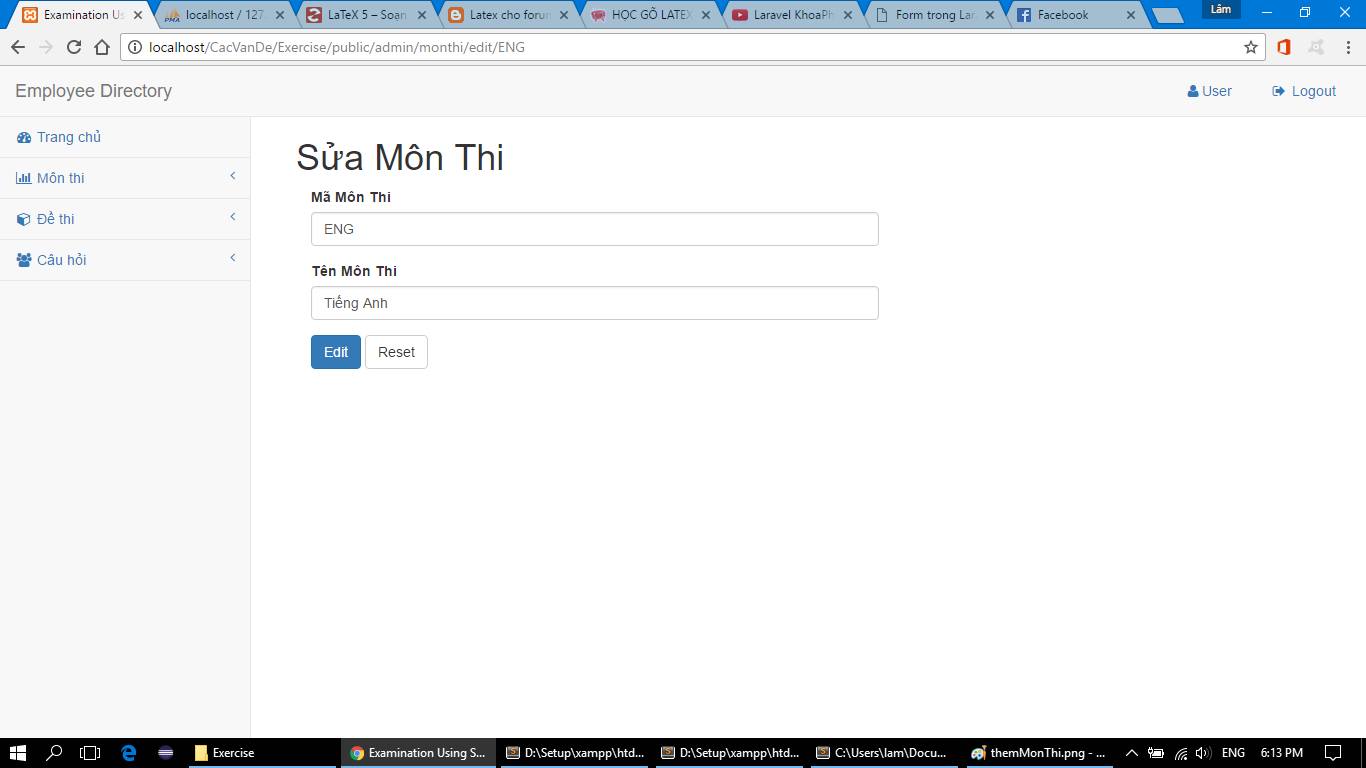 Examination Us
localhost / 127.
LaTeX 5 – Soan
Latex cho forun
HỌC GÕ LATEX
Laravel KhoaPh
Form trong Lar
Facebook
Lâm
localhost/CacVanDe/Exercise/public/admin/monthi/edit/ENG
Employee Directory
User
Logout
Trang chủ
Môn thi
Đề thi
Câu hỏi
Sửa Môn Thi
Mã Môn Thi
ENG
Tên Môn Thi
Tiếng Anh
Edit
Reset
Exercise
Examination Using S...
D:\Setup\xampp\htd...
D:\Setup\xampp\htd...
C:\Users\lam\Docu...
themMonThi.png - ...
ENG
6:13 PM